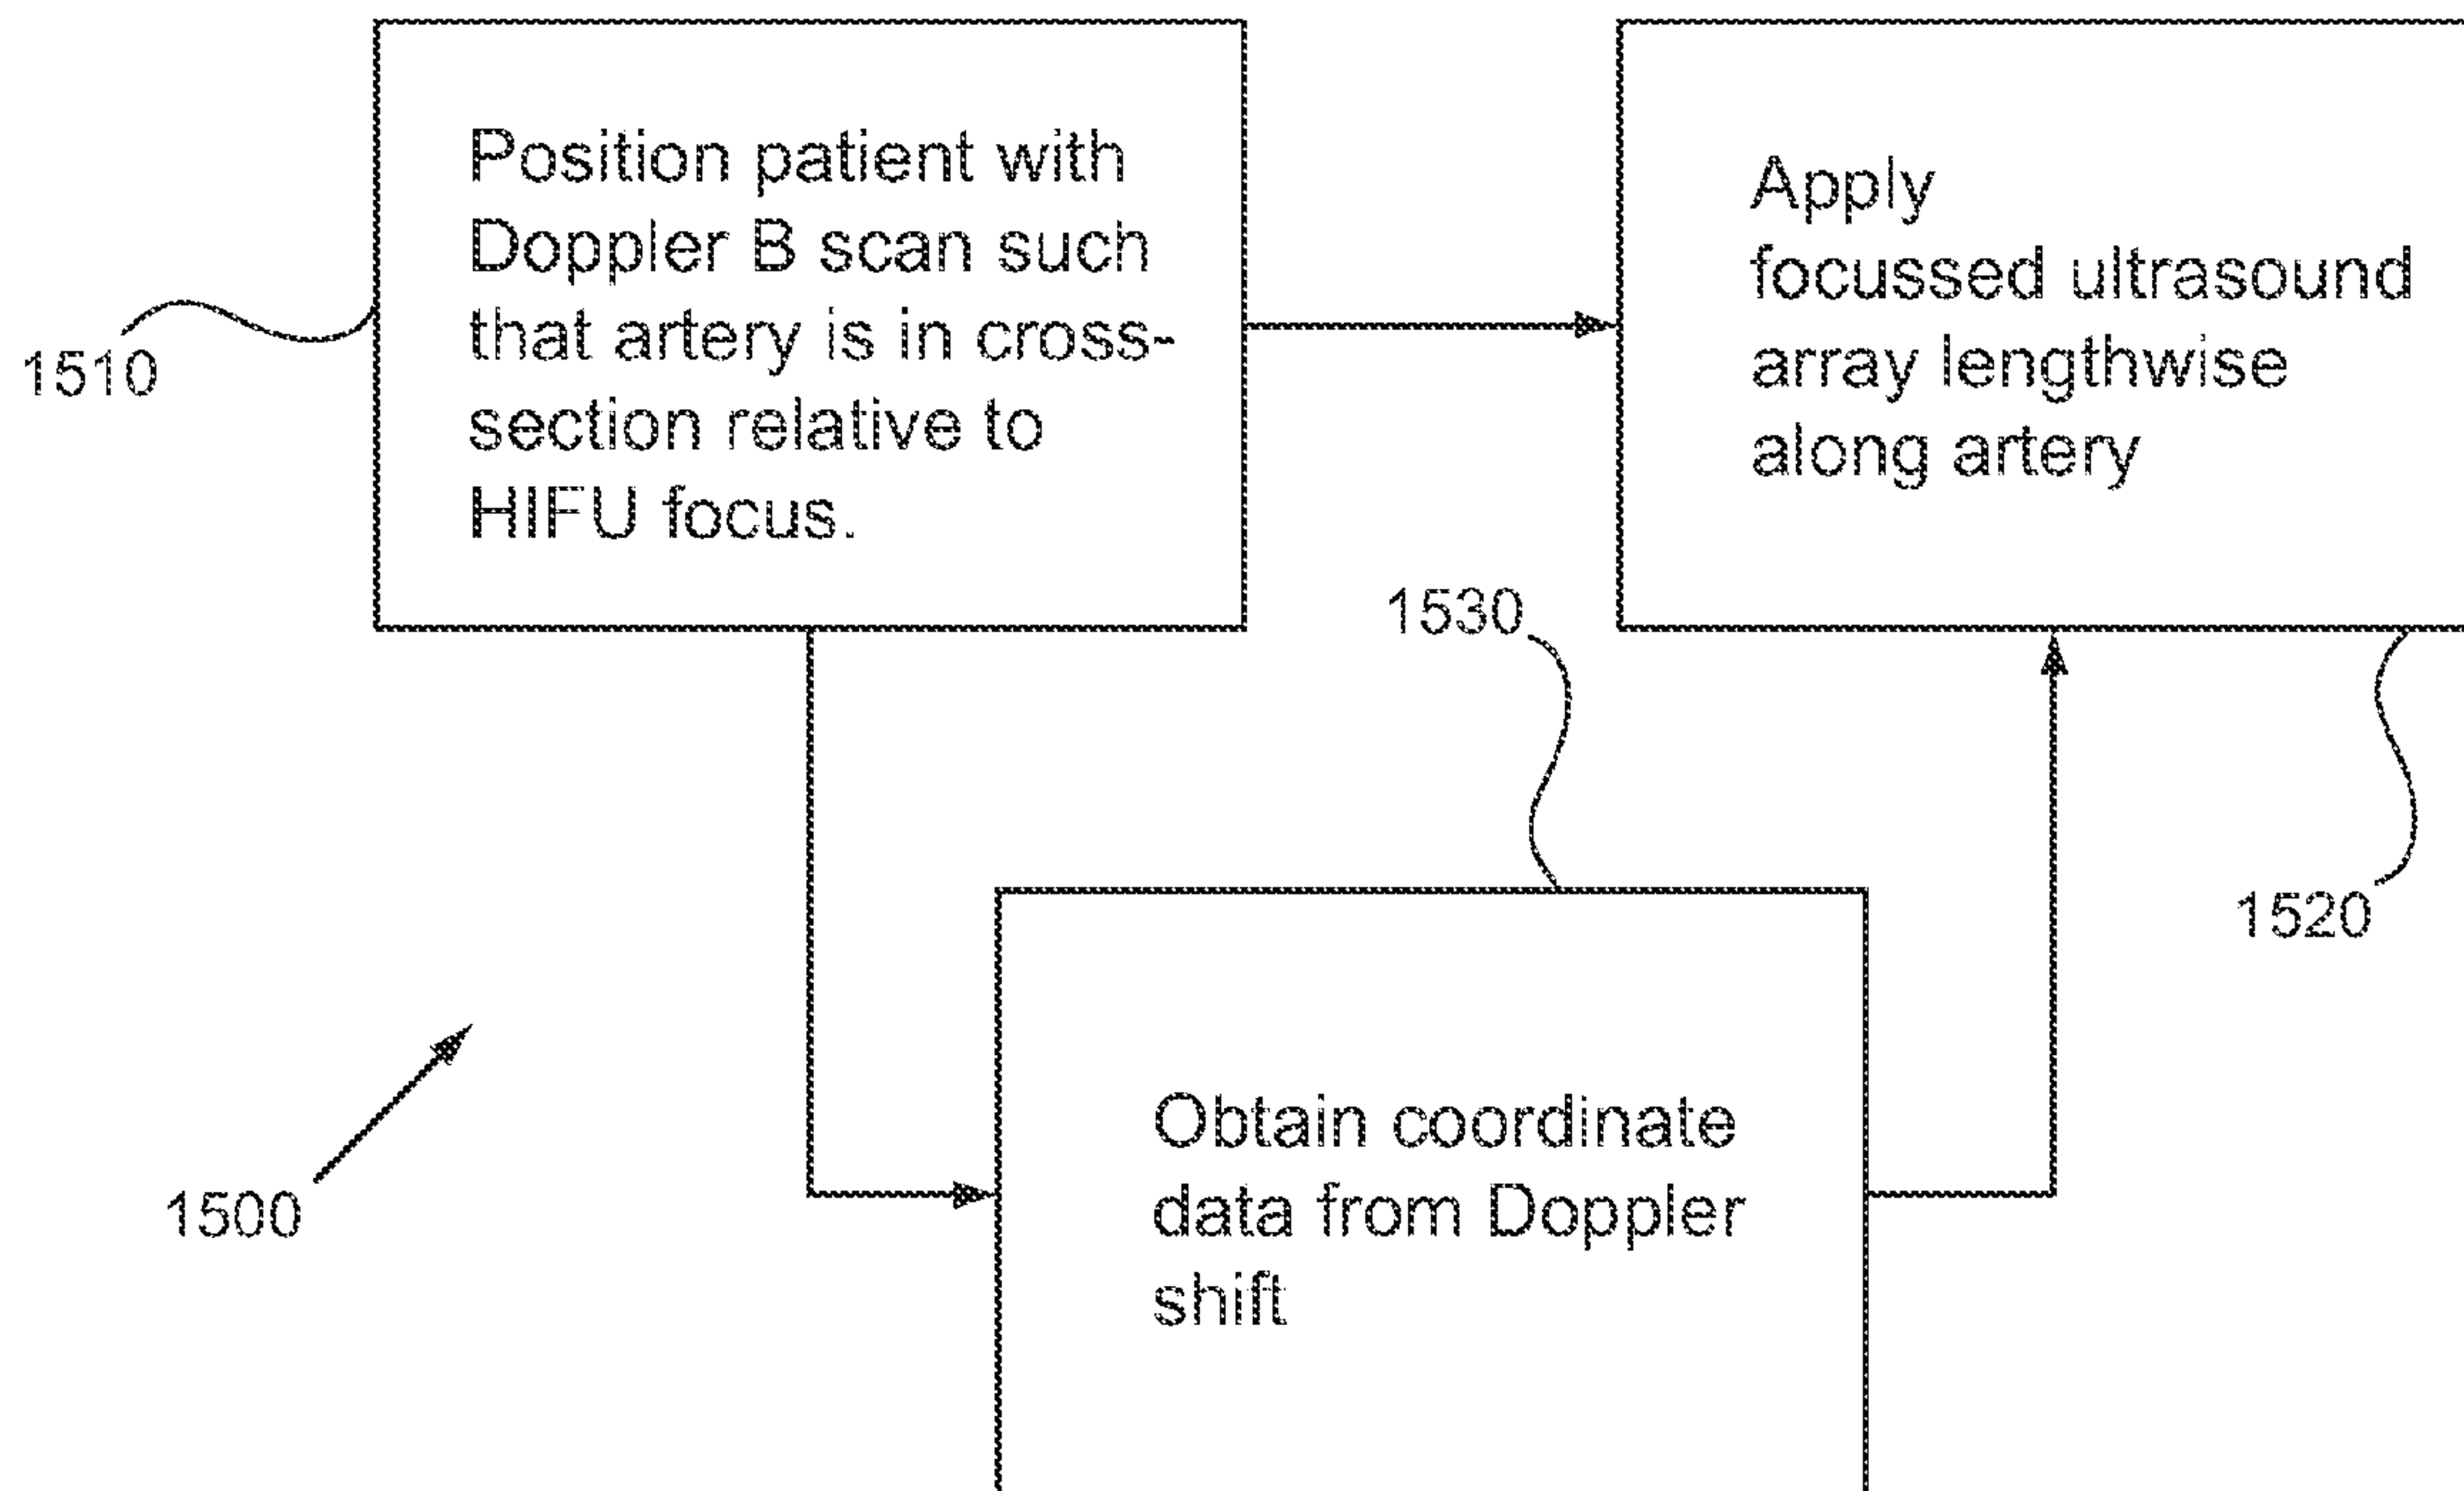 Position patient with
Doppler B scan such
that artery is in cross-
section relative to
HIFU focus.
1510
Apply
focussed ultrasound
array lengthwise
along artery
1530
1520
Obtain coordinate
data from Doppler
shift
1500